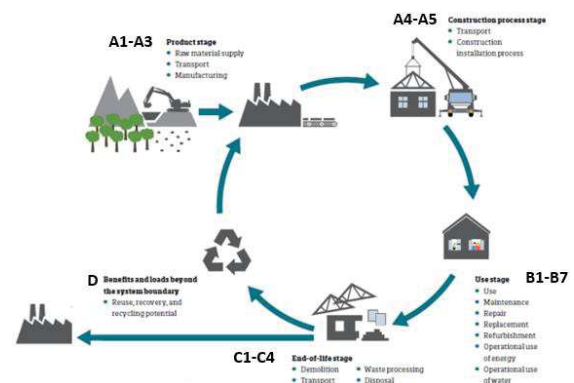 A1-A3
Product stage
Raw material supply
Transport
Manufacturing
A4-A5
Construction process stage
Transport
Construction
installation process
B1-B7
Use stage
Use
Maintenance
Repair
Replacement
Refurbishment
Operational use
of energy
Operational use
of water
C1-C4
End-of-life stage
Demolition
Transport
Waste processing
Disposal
D
Benefits and loads beyond
the system boundary
Reuse, recovery, and
recycling potential